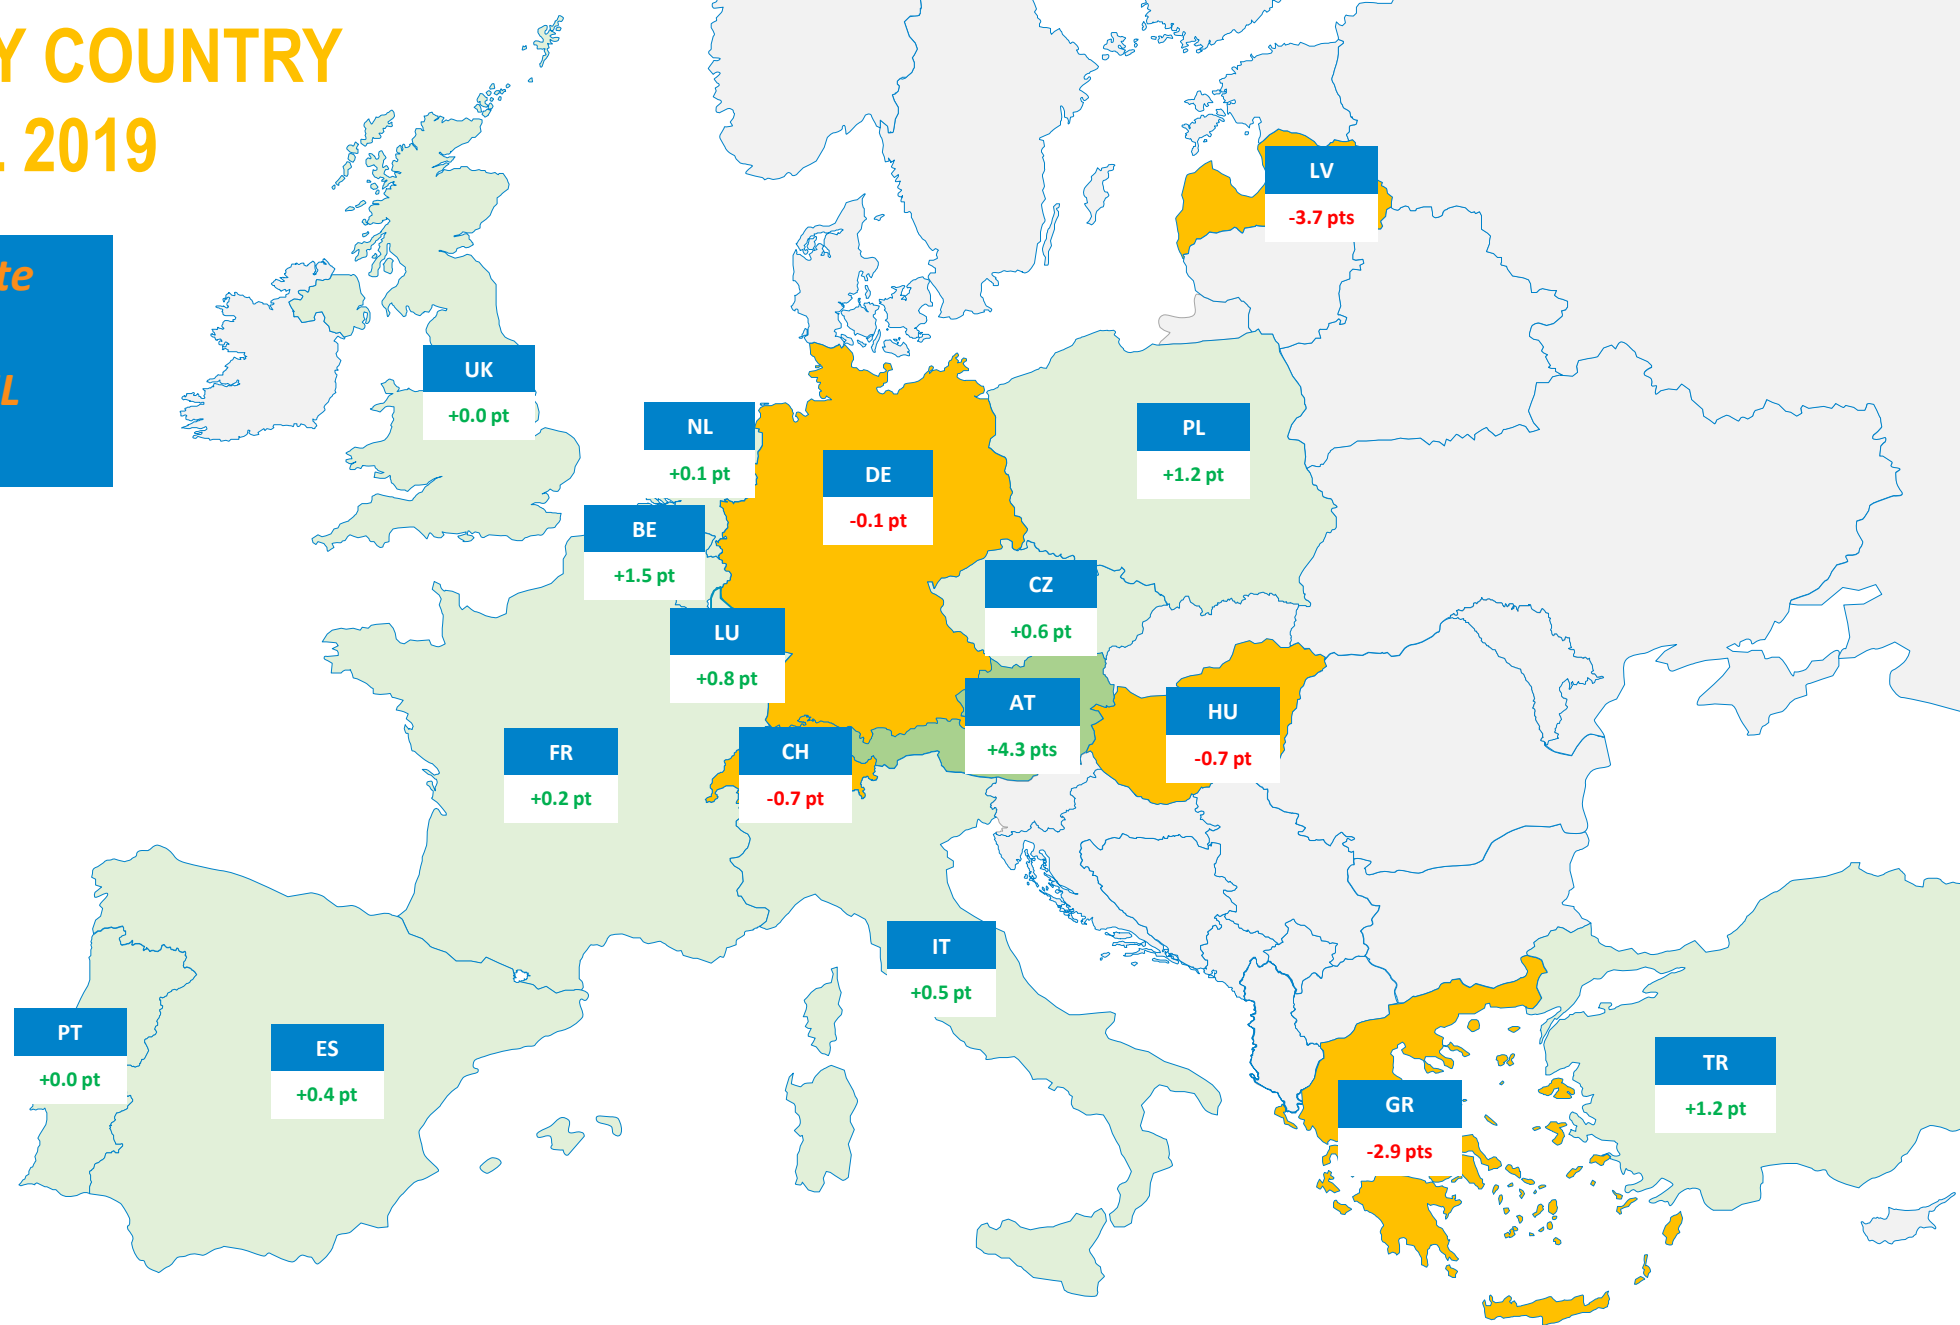 COUNTRY
2019
LV
-3.7 pts
UK
+0.0 pt
NL
+0.1 pt
PL
+1.2 pt
DE
-0.1 pt
BE
+1.5 pt
CZ
+0.6 pt
LU
+0.8 pt
AT
+4.3 pts
HU
-0.7 pt
FR
+0.2 pt
CH
-0.7 pt
IT
+0.5 pt
PT
+0.0 pt
ES
+0.4 pt
TR
+1.2 pt
GR
-2.9 pts